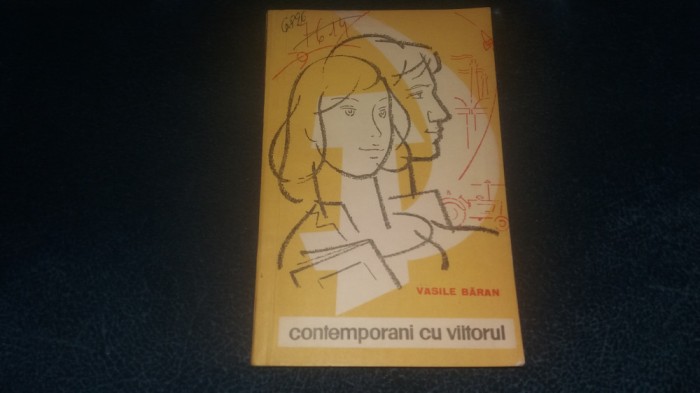 VASILE BĂRAN
contemporani cu viitorul